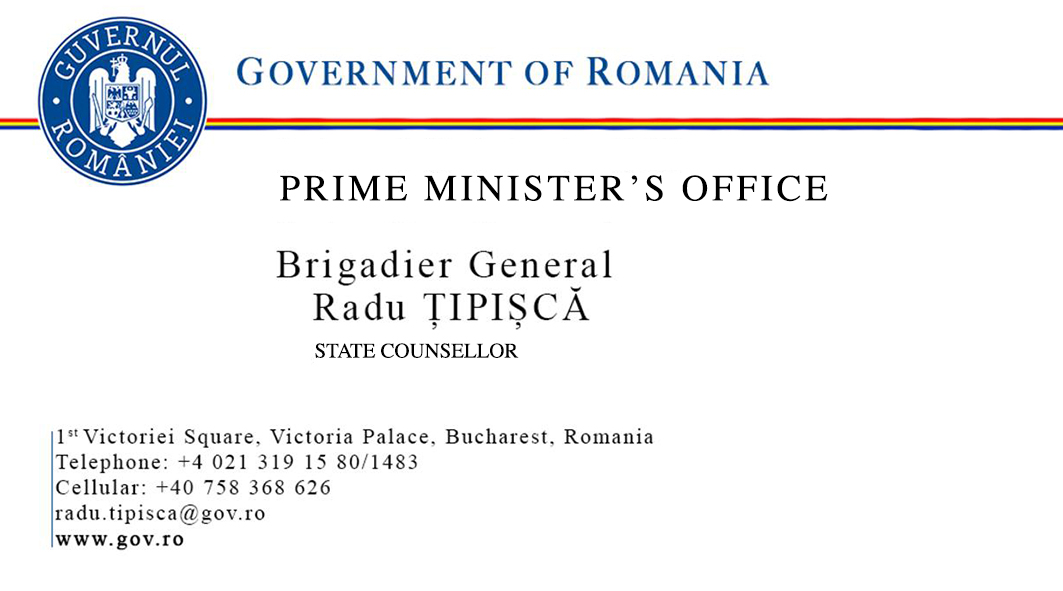 GUVERNUL
ROMÂNIEI
GOVERNMENT OF ROMANIA
PRIME MINISTER’S OFFICE
Brigadier General
Radu ȚIPIȘCĂ
STATE COUNSELLOR
1st Victoriei Square, Victoria Palace, Bucharest, Romania
Telephone: +4 021 319 15 80/1483
Cellular: +40 758 368 626
radu.tipisca@gov.ro
www.gov.ro